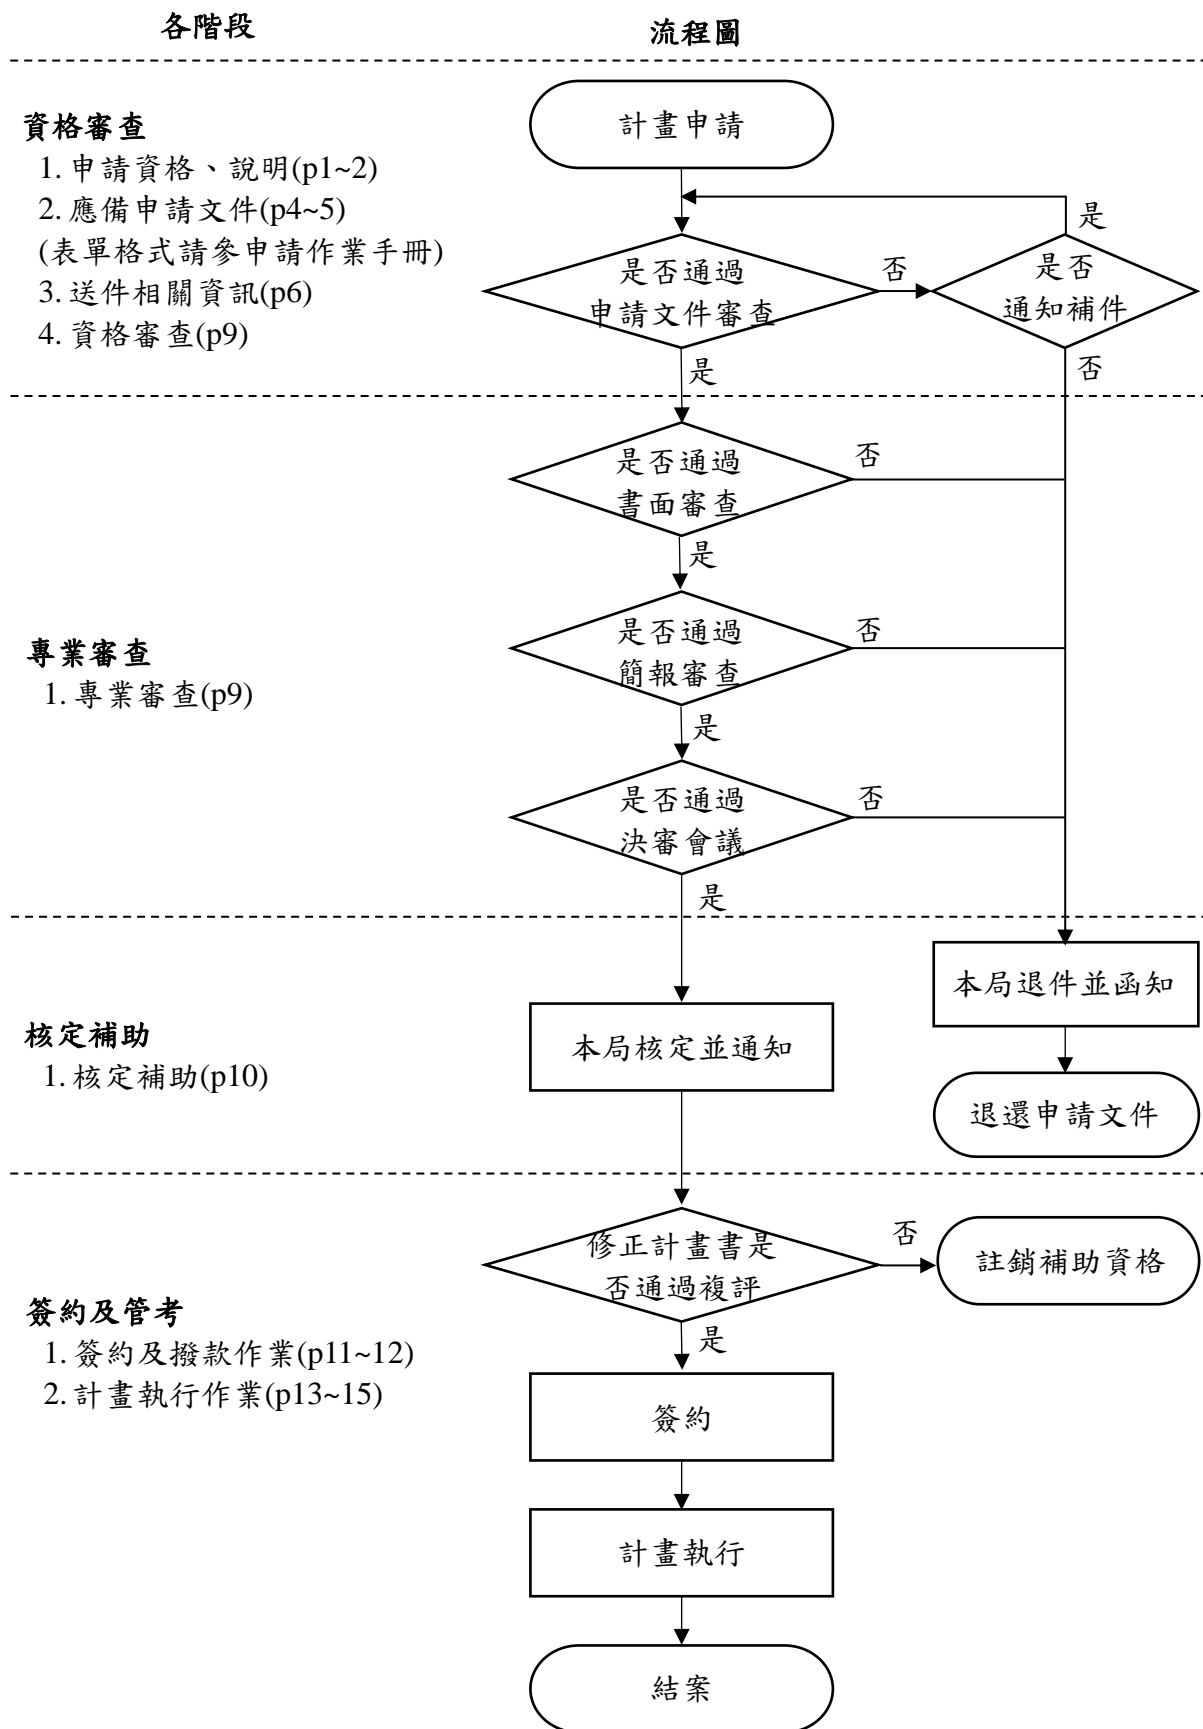 各階段
流程圖
資格審查
1. 申請資格、說明(p1~2)
2. 應備申請文件(p4~5)
(表單格式請參申請作業手冊)
3. 送件相關資訊(p6)
4. 資格審查(p9)
計畫申請
是否通過
申請文件審查
否
是否
通知補件
是
否
是
是否通過
書面審查
否
是
專業審查
1. 專業審查(p9)
是否通過
簡報審查
否
是
是否通過
決審會議
否
是
核定補助
1. 核定補助(p10)
本局核定並通知
本局退件並函知
退還申請文件
簽約及管考
1. 簽約及撥款作業(p11~12)
2. 計畫執行作業(p13~15)
修正計畫書是
否通過複評
否
註銷補助資格
是
簽約
計畫執行
結案